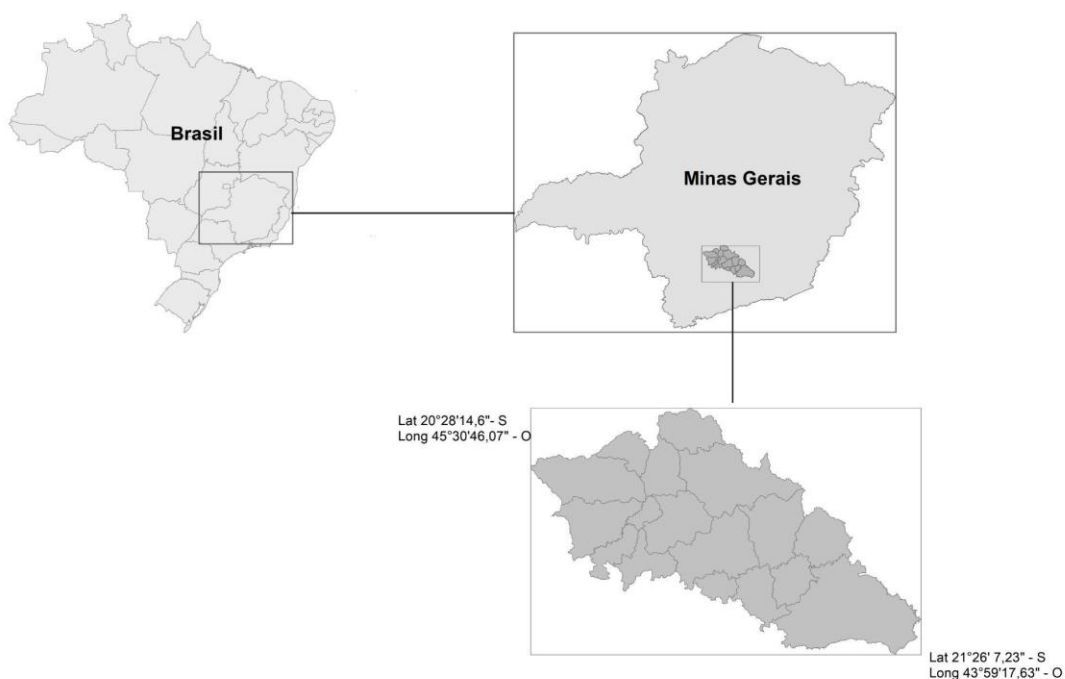 Brasil
Minas Gerais
Lat 20°28'14,6"- S
Long 45°30'46,07" - O
Lat 21°26' 7,23" - S
Long 43°59'17,63" - O